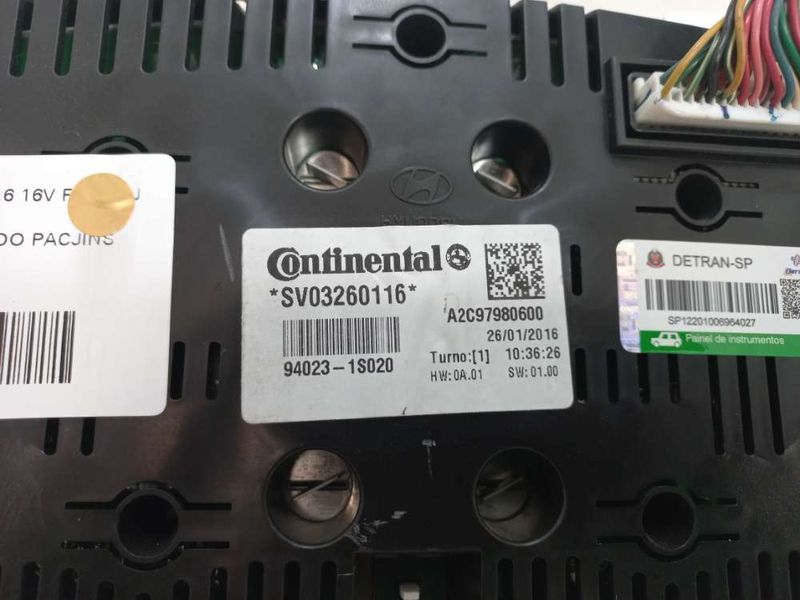 .6 16V
DO PACJINS
HYUNDAI
Continental
*SV03260116*
A2C97980600
26/01/2016
Turno:[1] 10:36:26
94023-1S020
HW:0A.01 SW:01.00
DETRAN-SP
SP12201006964027
Painel de instrumentos